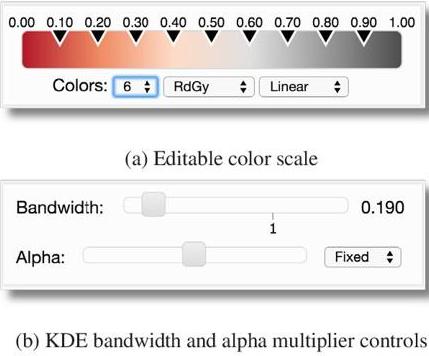 0.00 0.10 0.20 0.30 0.40 0.50 0.60 0.70 0.80 0.90 1.00
Colors: 6 RdGy Linear
(a) Editable color scale
Bandwidth: 0.190
1
Alpha: Fixed
(b) KDE bandwidth and alpha multiplier controls